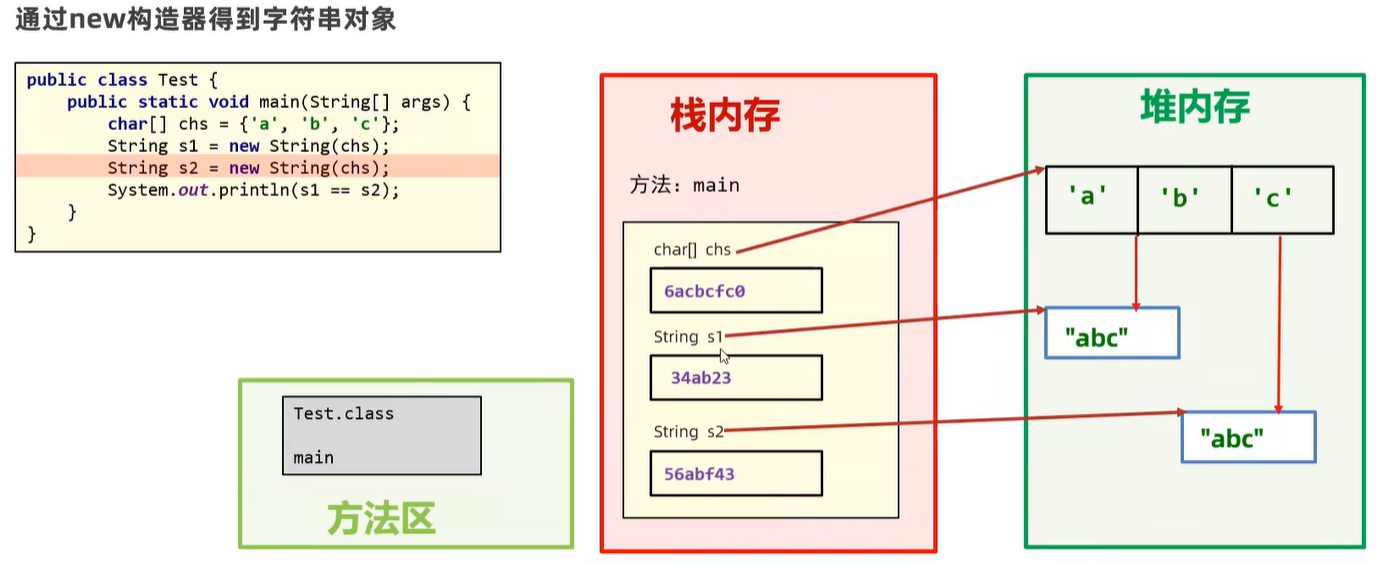 通过new构造器得到字符串对象
public class Test {
    public static void main(String[] args) {
        char[] chs = {'a', 'b', 'c'};
        String s1 = new String(chs);
        String s2 = new String(chs);
        System.out.println(s1 == s2);
    }
}
Test.class
main
方法区
栈内存
方法：main
char[] chs
6acbcfc0
String s1
34ab23
String s2
56abf43
堆内存
'a' 'b' 'c'
"abc"
"abc"